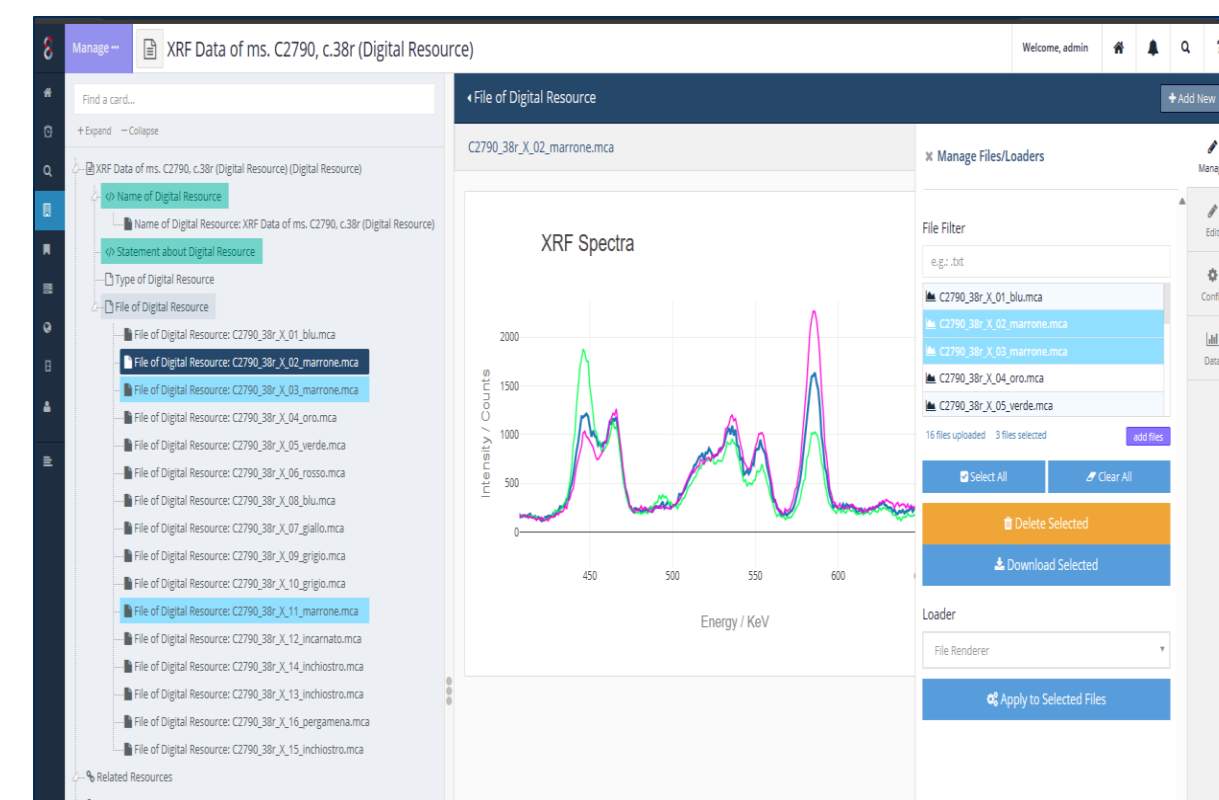 Manage
XRF Data of ms. C2790, c.38r (Digital Resource)
Welcome, admin
Find a card...
+ Expand − Collapse
XRF Data of ms. C2790, c.38r (Digital Resource) (Digital Resource)
</> Name of Digital Resource
Name of Digital Resource: XRF Data of ms. C2790, c.38r (Digital Resource)
</> Statement about Digital Resource
Type of Digital Resource
File of Digital Resource
File of Digital Resource: C2790_38r_X_01_blu.mca
File of Digital Resource: C2790_38r_X_02_marrone.mca
File of Digital Resource: C2790_38r_X_03_marrone.mca
File of Digital Resource: C2790_38r_X_04_oro.mca
File of Digital Resource: C2790_38r_X_05_verde.mca
File of Digital Resource: C2790_38r_X_06_rosso.mca
File of Digital Resource: C2790_38r_X_08_blu.mca
File of Digital Resource: C2790_38r_X_07_giallo.mca
File of Digital Resource: C2790_38r_X_09_grigio.mca
File of Digital Resource: C2790_38r_X_10_grigio.mca
File of Digital Resource: C2790_38r_X_11_marrone.mca
File of Digital Resource: C2790_38r_X_12_incarnato.mca
File of Digital Resource: C2790_38r_X_14_inchiostro.mca
File of Digital Resource: C2790_38r_X_13_inchiostro.mca
File of Digital Resource: C2790_38r_X_16_pergamena.mca
File of Digital Resource: C2790_38r_X_15_inchiostro.mca
Related Resources
File of Digital Resource
+ Add New
C2790_38r_X_02_marrone.mca
XRF Spectra
2000
1500
1000
500
0
Intensity / Counts
450 500 550 600
Energy / KeV
× Manage Files/Loaders
File Filter
e.g.: .txt
C2790_38r_X_01_blu.mca
C2790_38r_X_02_marrone.mca
C2790_38r_X_03_marrone.mca
C2790_38r_X_04_oro.mca
C2790_38r_X_05_verde.mca
16 files uploaded 3 files selected
add files
Select All
Clear All
Delete Selected
Download Selected
Loader
File Renderer
Apply to Selected Files
Edit
Data